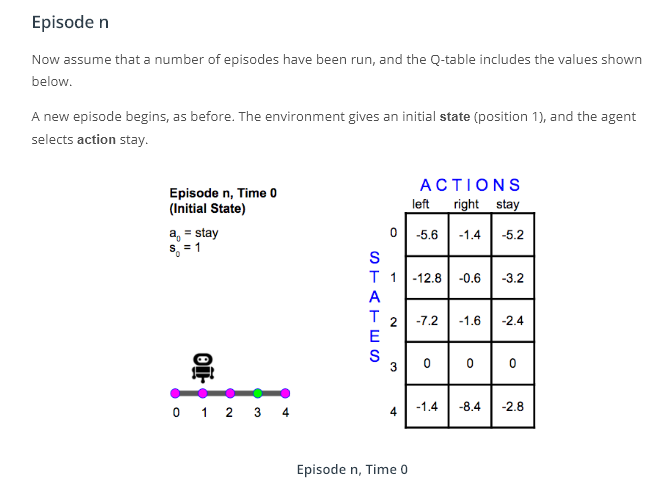 Episode n
Now assume that a number of episodes have been run, and the Q-table includes the values shown
below.
A new episode begins, as before. The environment gives an initial state (position 1), and the agent
selects action stay.
Episode n, Time 0
(Initial State)
a₀ = stay
s₀ = 1
0 1 2 3 4
ACTIONS
left right stay
STATES
0 -5.6 -1.4 -5.2
1 -12.8 -0.6 -3.2
2 -7.2 -1.6 -2.4
3 0 0 0
4 -1.4 -8.4 -2.8
Episode n, Time 0